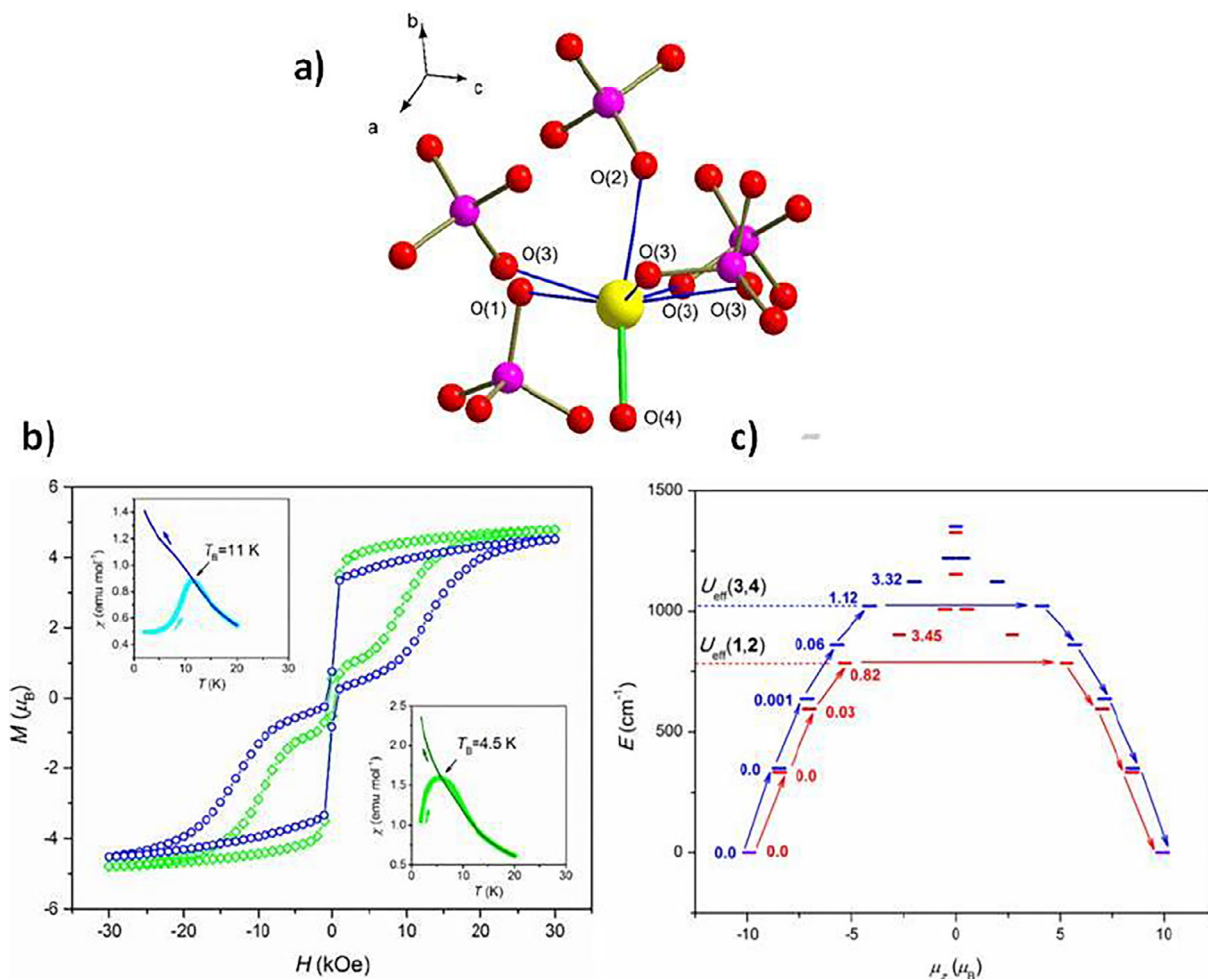 a)
b
c
a
O(2)
O(3)
O(3)
O(1)
O(3)
O(3)
O(4)
b)
6
4
2
0
-2
-4
-6
M (μB)
-30 -20 -10 0 10 20 30
H (kOe)
1.4
1.2
1.0
0.8
0.6
0.4
χ (emu mol⁻¹)
TB=11 K
0 10 20 30
T (K)
2.5
2.0
1.5
1.0
0.5
χ (emu mol⁻¹)
TB=4.5 K
0 10 20 30
T (K)
c)
1500
1000
500
0
E (cm⁻¹)
Ueff(3,4)
Ueff(1,2)
3.32
1.12
0.06
3.45
0.82
0.001
0.03
0.0
0.0
0.0
0.0
-10 -5 0 5 10
μz (μB)